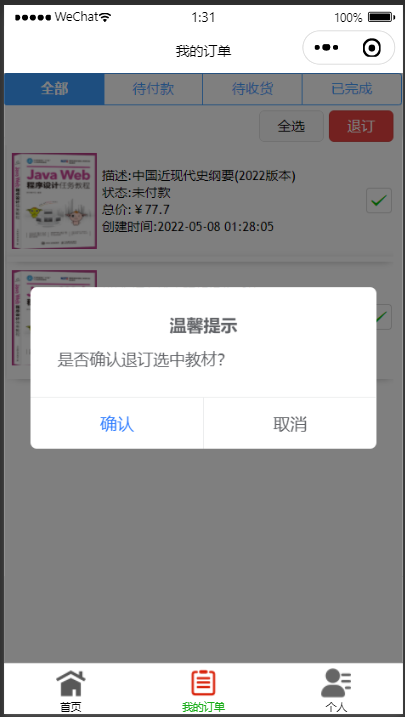 WeChat
1:31
100%
我的订单
全部
待付款
待收货
已完成
全选
退订
Java Web
程序设计任务教程
描述:中国近现代史纲要(2022版本)
状态:未付款
总价:￥77.7
创建时间:2022-05-08 01:28:05
温馨提示
是否确认退订选中教材？
确认
取消
首页
我的订单
个人